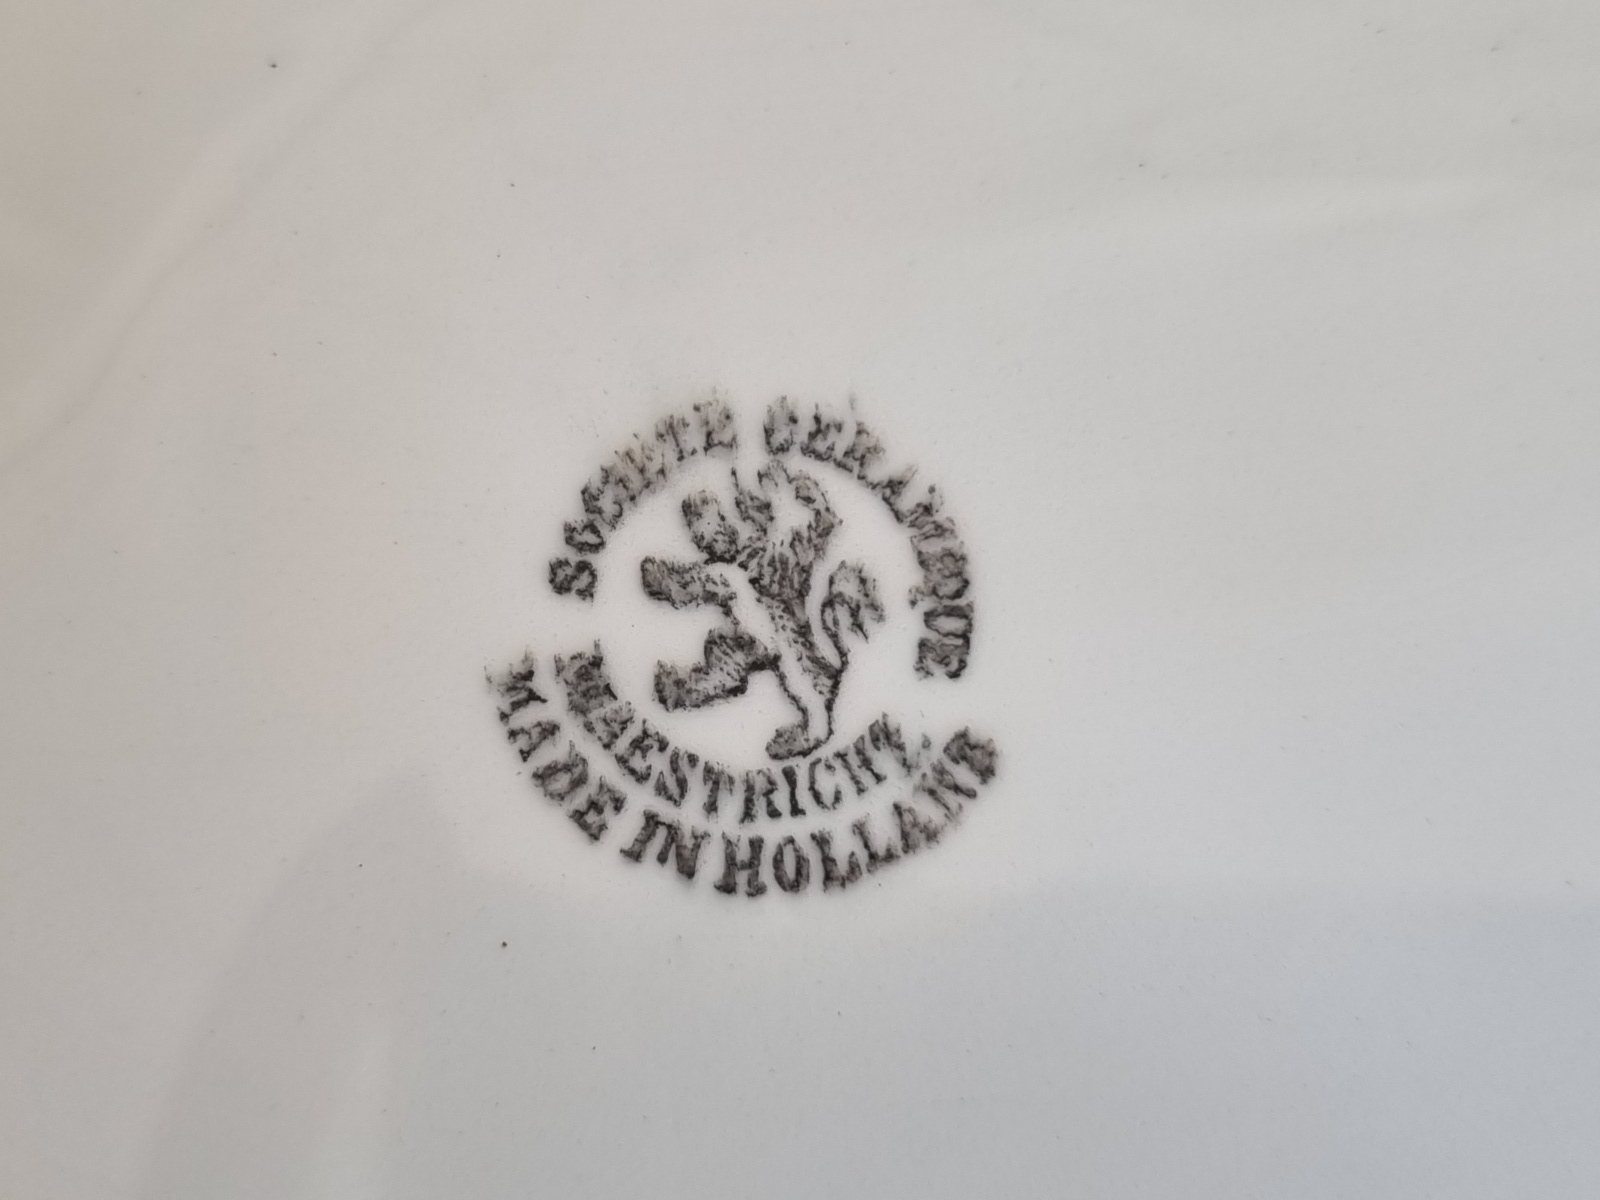 SOCIETE CERAMIQUE
MAESTRICHT
MADE IN HOLLAND